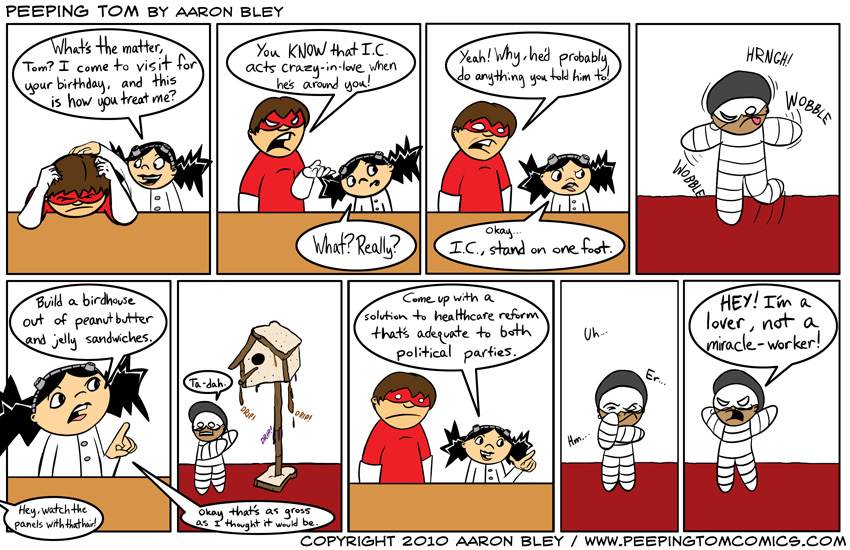 PEEPING TOM BY AARON BLEY
What's the matter,
Tom? I come to visit for
your birthday, and this
is how you treat me?
You KNOW that I.C.
acts crazy-in-love when
he's around you!
What? Really?
Yeah! Why, he'd probably
do anything you told him to!
Okay...
I.C., stand on one foot.
HRNGH!
WOBBLE
WOBBLE
Build a birdhouse
out of peanut butter
and jelly sandwiches.
Hey, watch the
panels with that hair!
Ta-dah.
DRIP!
DRIP!
DRIP!
Okay that's as gross
as I thought it would be.
Come up with a
solution to healthcare reform
that's adequate to both
political parties.
Uh...
Er...
Hm...
HEY! I'm a
lover, not a
miracle-worker!
COPYRIGHT 2010 AARON BLEY / WWW.PEEPINGTOMCOMICS.COM